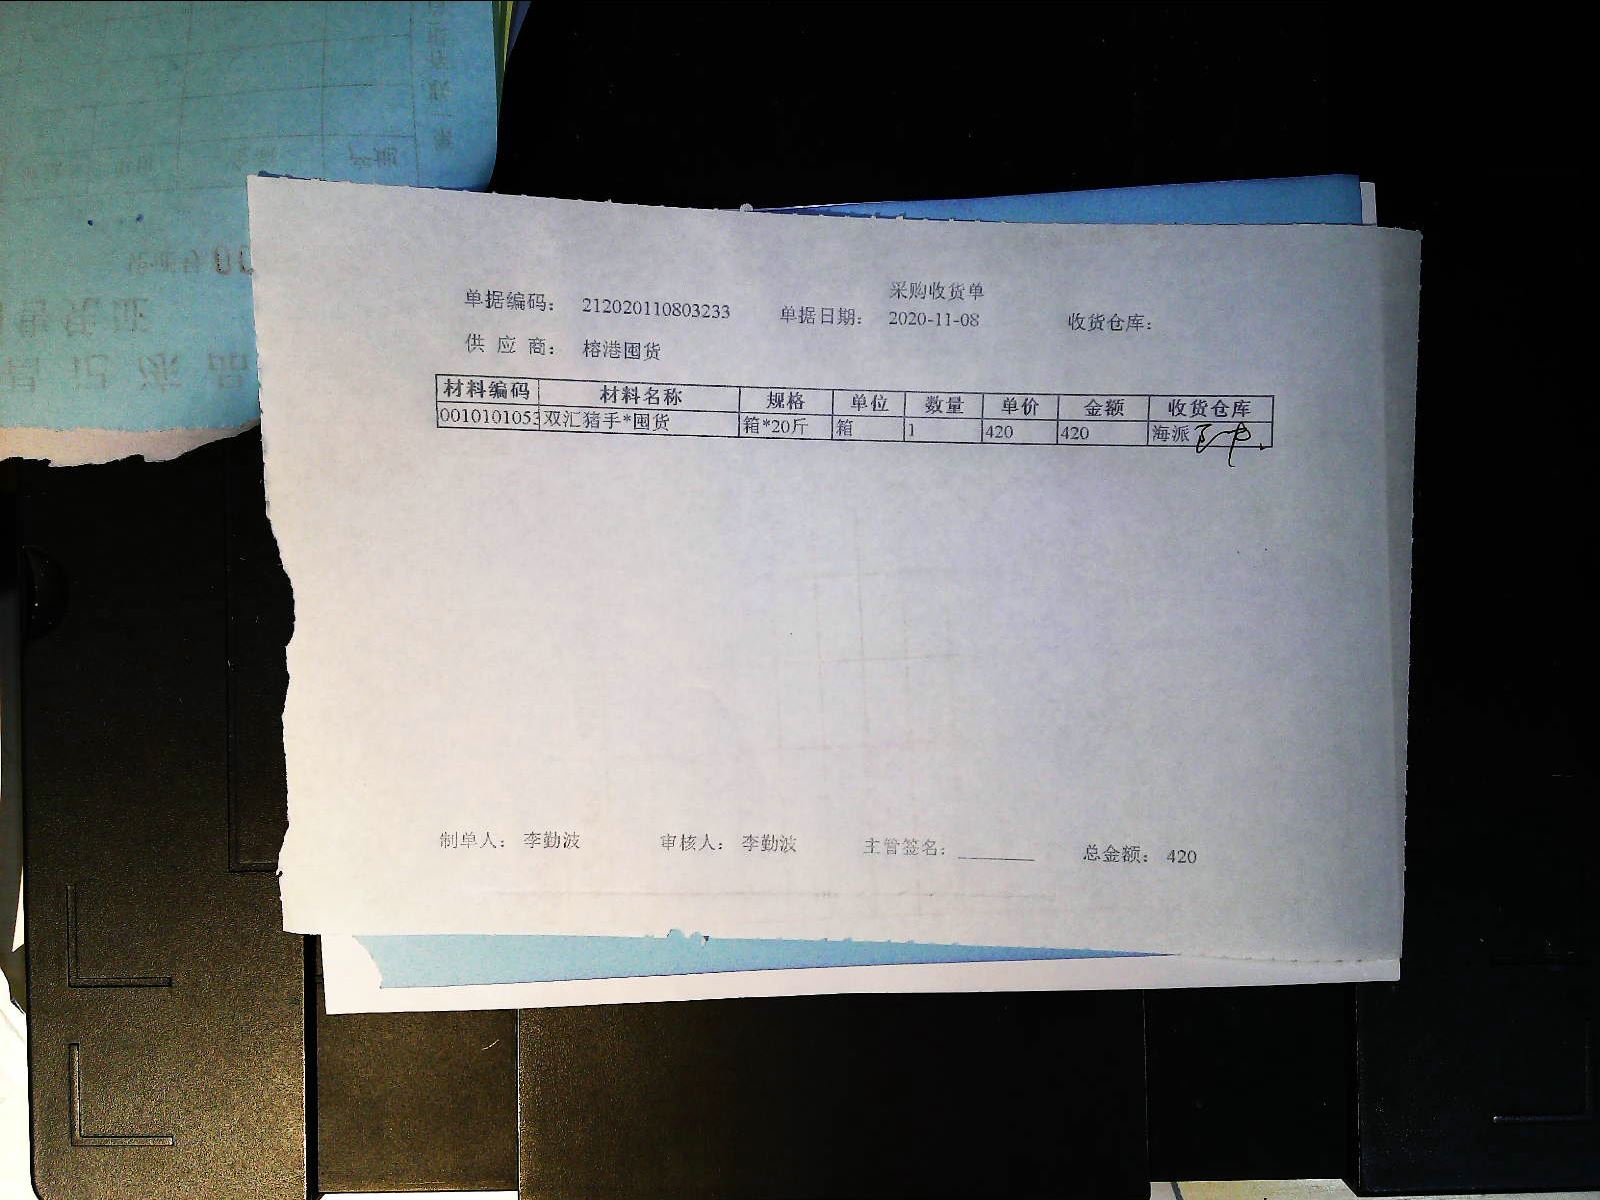 采购收货单
单据编码： 212020110803233 单据日期： 2020-11-08 收货仓库：
供 应 商： 榕港囤货
材料编码 材料名称 规格 单位 数量 单价 金额 收货仓库
0010101053 双汇猪手*囤货 箱*20斤 箱 1 420 420 海派
制单人： 李勤波 审核人： 李勤波 主管签名：________ 总金额： 420